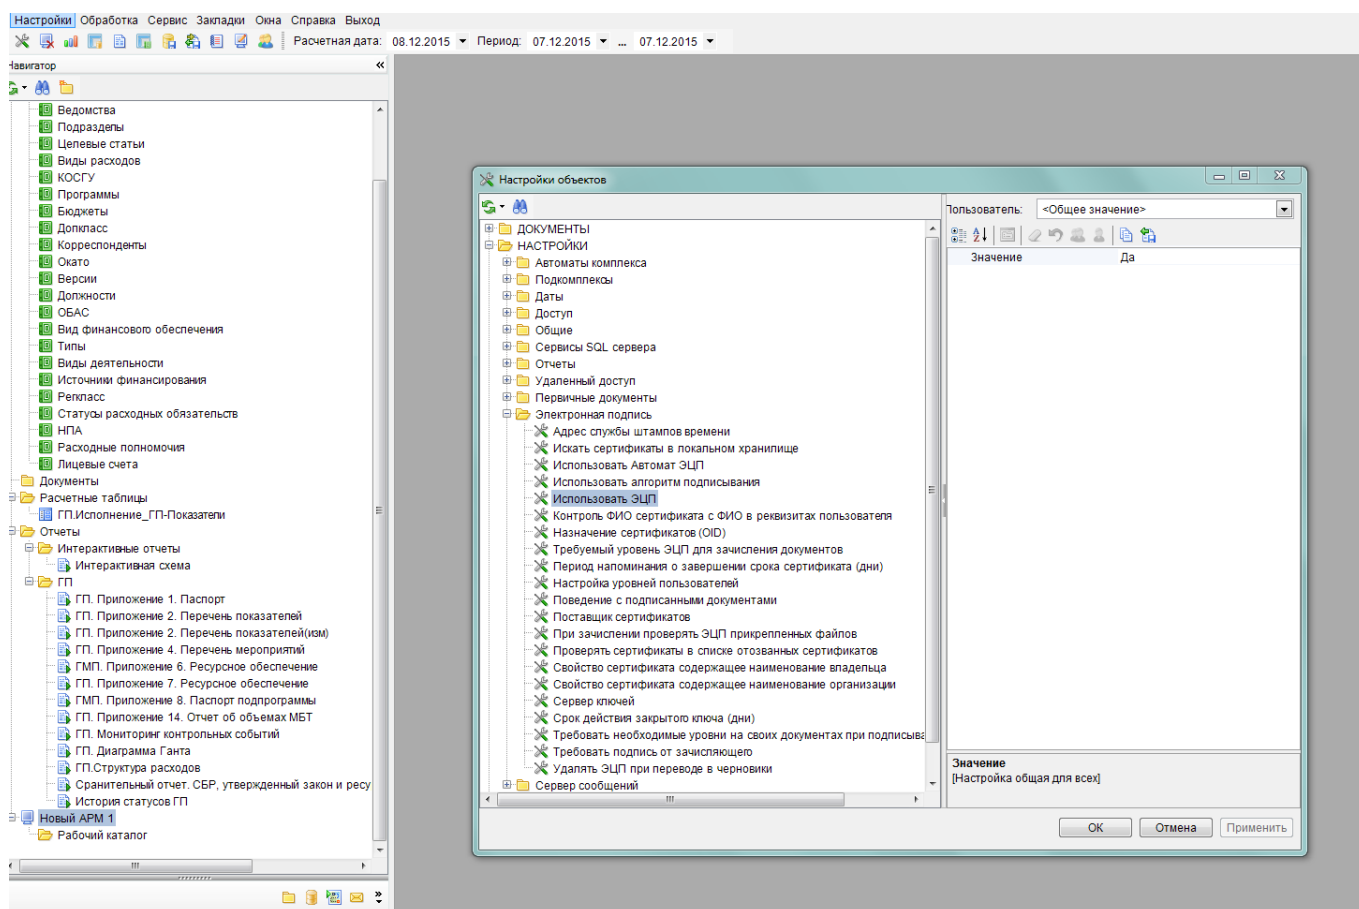 Настройки Обработка Сервис Закладки Окна Справка Выход
Расчетная дата: 08.12.2015 Период: 07.12.2015 ... 07.12.2015
Навигатор
Ведомства
Подразделы
Целевые статьи
Виды расходов
КОСГУ
Программы
Бюджеты
Допкласс
Корреспонденты
Окато
Версии
Должности
ОБАС
Вид финансового обеспечения
Типы
Виды деятельности
Источники финансирования
Регкласс
Статусы расходных обязательств
НПА
Расходные полномочия
Лицевые счета
Документы
Расчетные таблицы
ГП.Исполнение_ГП-Показатели
Отчеты
Интерактивные отчеты
Интерактивная схема
ГП
ГП. Приложение 1. Паспорт
ГП. Приложение 2. Перечень показателей
ГП. Приложение 2. Перечень показателей(изм)
ГП. Приложение 4. Перечень мероприятий
ГМП. Приложение 6. Ресурсное обеспечение
ГП. Приложение 7. Ресурсное обеспечение
ГМП. Приложение 8. Паспорт подпрограммы
ГП. Приложение 14. Отчет об объемах МБТ
ГП. Мониторинг контрольных событий
ГП. Диаграмма Ганта
ГП.Структура расходов
Сранительный отчет. СБР, утвержденный закон и ресу
История статусов ГП
Новый АРМ 1
Рабочий каталог
Настройки объектов
ДОКУМЕНТЫ
НАСТРОЙКИ
Автоматы комплекса
Подкомплексы
Даты
Доступ
Общие
Сервисы SQL сервера
Отчеты
Удаленный доступ
Первичные документы
Электронная подпись
Адрес службы штампов времени
Искать сертификаты в локальном хранилище
Использовать Автомат ЭЦП
Использовать алгоритм подписывания
Использовать ЭЦП
Контроль ФИО сертификата с ФИО в реквизитах пользователя
Назначение сертификатов (OID)
Требуемый уровень ЭЦП для зачисления документов
Период напоминания о завершении срока сертификата (дни)
Настройка уровней пользователей
Поведение с подписанными документами
Поставщик сертификатов
При зачислении проверять ЭЦП прикрепленных файлов
Проверять сертификаты в списке отозванных сертификатов
Свойство сертификата содержащее наименование владельца
Свойство сертификата содержащее наименование организации
Сервер ключей
Срок действия закрытого ключа (дни)
Требовать необходимые уровни на своих документах при подписыва
Требовать подпись от зачисляющего
Удалять ЭЦП при переводе в черновики
Сервер сообщений
Пользователь: <Общее значение>
Значение Да
Значение
[Настройка общая для всех]
ОК Отмена Применить